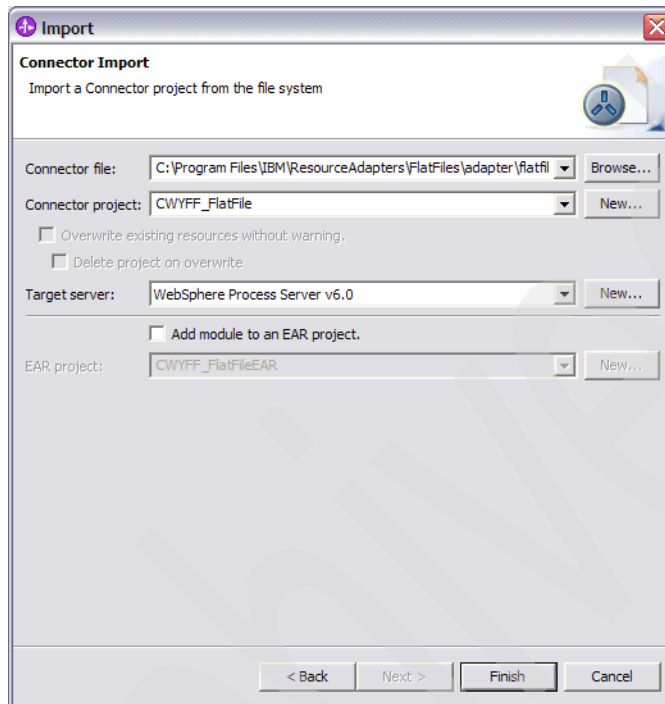 Import
Connector Import
Import a Connector project from the file system
Connector file: C:\Program Files\IBM\ResourceAdapters\FlatFiles\adapter\flatfil Browse...
Connector project: CWYFF_FlatFile New...
Overwrite existing resources without warning.
Delete project on overwrite
Target server: WebSphere Process Server v6.0 New...
Add module to an EAR project.
EAR project: CWYFF_FlatFileEAR New...
< Back Next > Finish Cancel